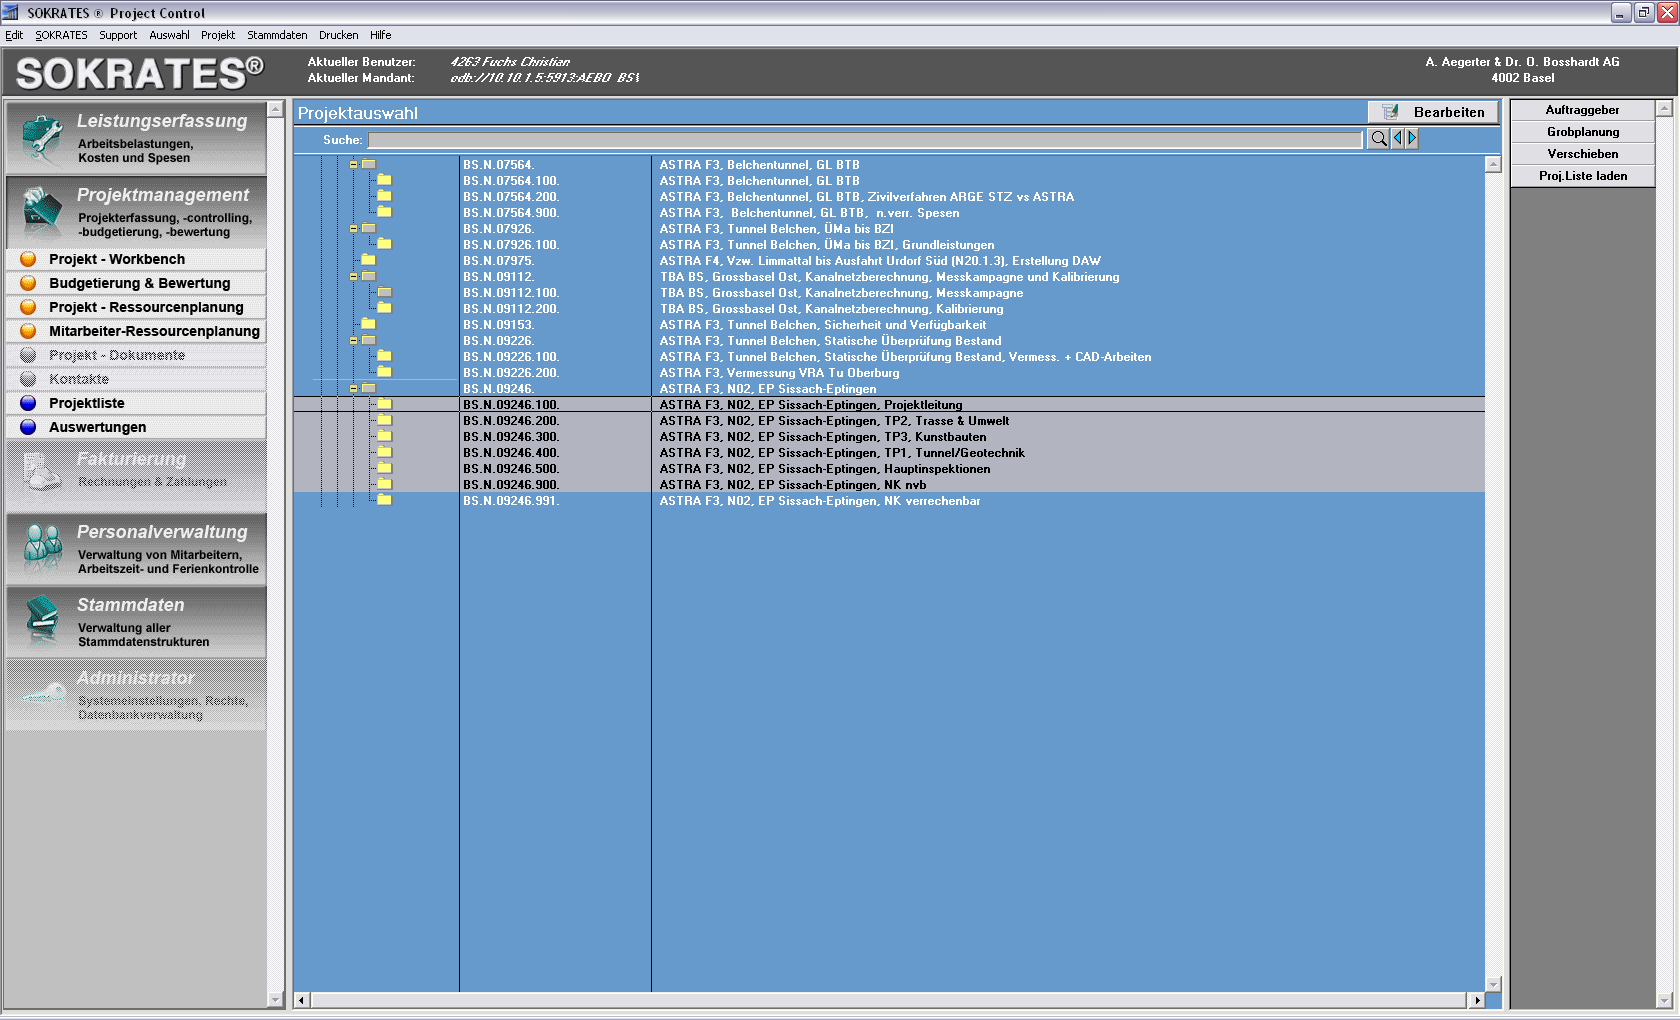 SOKRATES ® Project Control
Edit SOKRATES Support Auswahl Projekt Stammdaten Drucken Hilfe
SOKRATES®
Aktueller Benutzer: 4263 Fuchs Christian
Aktueller Mandant: edb://10.10.1.5:5913:AEBO_BS\
A. Aegerter & Dr. O. Bosshardt AG
4002 Basel
Leistungserfassung
Arbeitsbelastungen,
Kosten und Spesen
Projektmanagement
Projekterfassung, -controlling,
-budgetierung, -bewertung
Projekt - Workbench
Budgetierung & Bewertung
Projekt - Ressourcenplanung
Mitarbeiter-Ressourcenplanung
Projekt - Dokumente
Kontakte
Projektliste
Auswertungen
Fakturierung
Rechnungen & Zahlungen
Personalverwaltung
Verwaltung von Mitarbeitern,
Arbeitszeit- und Ferienkontrolle
Stammdaten
Verwaltung aller
Stammdatenstrukturen
Administrator
Systemeinstellungen, Rechte,
Datenbankverwaltung
Projektauswahl
Bearbeiten
Suche:
BS.N.07564. ASTRA F3, Belchentunnel, GL BTB
BS.N.07564.100. ASTRA F3, Belchentunnel, GL BTB
BS.N.07564.200. ASTRA F3, Belchentunnel, GL BTB, Zivilverfahren ARGE STZ vs ASTRA
BS.N.07564.900. ASTRA F3, Belchentunnel, GL BTB, n.verr. Spesen
BS.N.07926. ASTRA F3, Tunnel Belchen, ÜMa bis BZI
BS.N.07926.100. ASTRA F3, Tunnel Belchen, ÜMa bis BZI, Grundleistungen
BS.N.07975. ASTRA F4, Vzw. Limmattal bis Ausfahrt Urdorf Süd (N20.1.3), Erstellung DAW
BS.N.09112. TBA BS, Grossbasel Ost, Kanalnetzberechnung, Messkampagne und Kalibrierung
BS.N.09112.100. TBA BS, Grossbasel Ost, Kanalnetzberechnung, Messkampagne
BS.N.09112.200. TBA BS, Grossbasel Ost, Kanalnetzberechnung, Kalibrierung
BS.N.09153. ASTRA F3, Tunnel Belchen, Sicherheit und Verfügbarkeit
BS.N.09226. ASTRA F3, Tunnel Belchen, Statische Überprüfung Bestand
BS.N.09226.100. ASTRA F3, Tunnel Belchen, Statische Überprüfung Bestand, Vermess. + CAD-Arbeiten
BS.N.09226.200. ASTRA F3, Vermessung VRA Tu Oberburg
BS.N.09246. ASTRA F3, N02, EP Sissach-Eptingen
BS.N.09246.100. ASTRA F3, N02, EP Sissach-Eptingen, Projektleitung
BS.N.09246.200. ASTRA F3, N02, EP Sissach-Eptingen, TP2, Trasse & Umwelt
BS.N.09246.300. ASTRA F3, N02, EP Sissach-Eptingen, TP3, Kunstbauten
BS.N.09246.400. ASTRA F3, N02, EP Sissach-Eptingen, TP1, Tunnel/Geotechnik
BS.N.09246.500. ASTRA F3, N02, EP Sissach-Eptingen, Hauptinspektionen
BS.N.09246.900. ASTRA F3, N02, EP Sissach-Eptingen, NK nvb
BS.N.09246.991. ASTRA F3, N02, EP Sissach-Eptingen, NK verrechenbar
Auftraggeber
Grobplanung
Verschieben
Proj.Liste laden